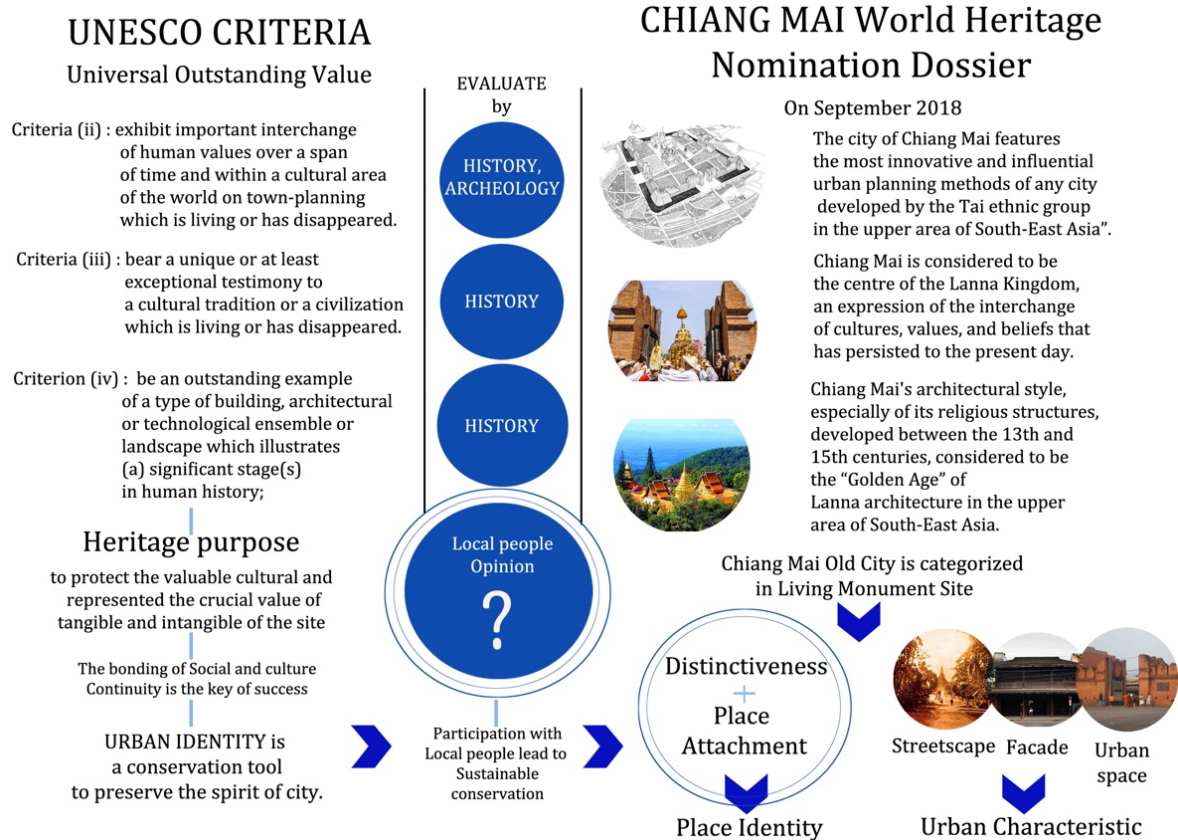 UNESCO CRITERIA
Universal Outstanding Value
Criteria (ii) : exhibit important interchange
of human values over a span
of time and within a cultural area
of the world on town-planning
which is living or has disappeared.
Criteria (iii) : bear a unique or at least
exceptional testimony to
a cultural tradition or a civilization
which is living or has disappeared.
Criterion (iv) : be an outstanding example
of a type of building, architectural
or technological ensemble or
landscape which illustrates
(a) significant stage(s)
in human history;
Heritage purpose
to protect the valuable cultural and
represented the crucial value of
tangible and intangible of the site
The bonding of Social and culture
Continuity is the key of success
URBAN IDENTITY is
a conservation tool
to preserve the spirit of city.
EVALUATE
by
HISTORY,
ARCHEOLOGY
HISTORY
HISTORY
Local people
Opinion
?
Participation with
Local people lead to
Sustainable
conservation
CHIANG MAI World Heritage
Nomination Dossier
On September 2018
The city of Chiang Mai features
the most innovative and influential
urban planning methods of any city
developed by the Tai ethnic group
in the upper area of South-East Asia”.
Chiang Mai is considered to be
the centre of the Lanna Kingdom,
an expression of the interchange
of cultures, values, and beliefs that
has persisted to the present day.
Chiang Mai's architectural style,
especially of its religious structures,
developed between the 13th and
15th centuries, considered to be
the “Golden Age” of
Lanna architecture in the upper
area of South-East Asia.
Chiang Mai Old City is categorized
in Living Monument Site
Distinctiveness
+
Place
Attachment
Place Identity
Streetscape
Facade
Urban
space
Urban Characteristic